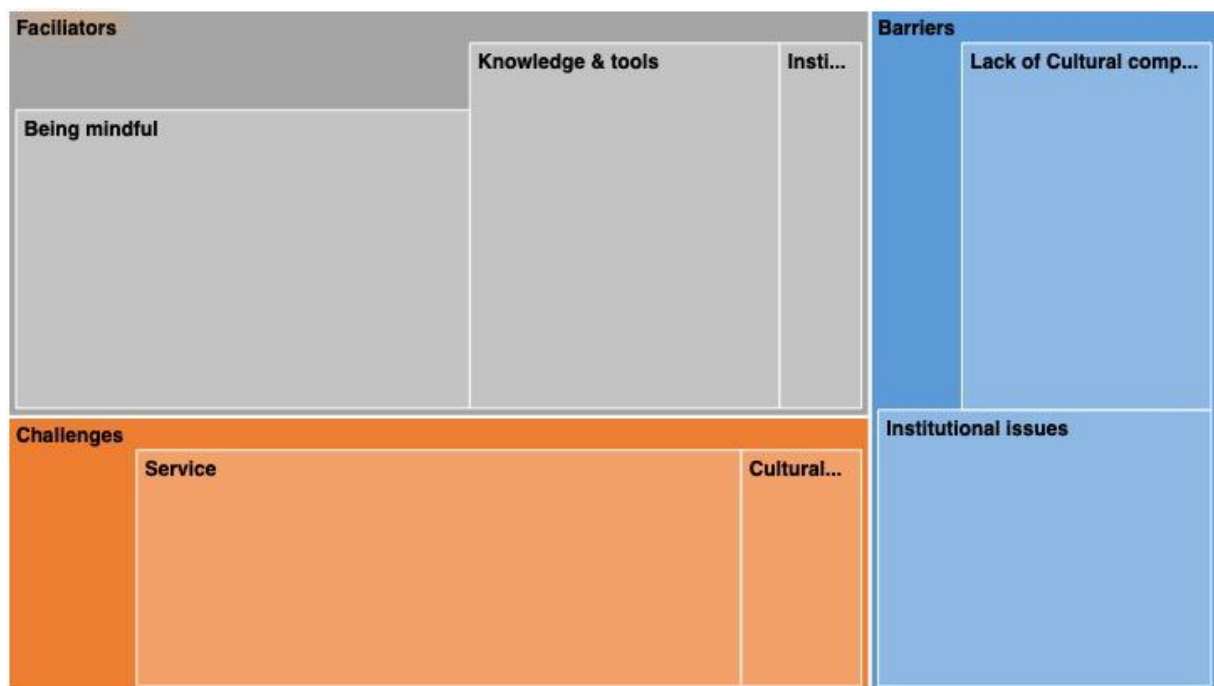 Faciliators
Being mindful
Knowledge & tools
Insti...
Barriers
Lack of Cultural comp...
Institutional issues
Challenges
Service
Cultural...